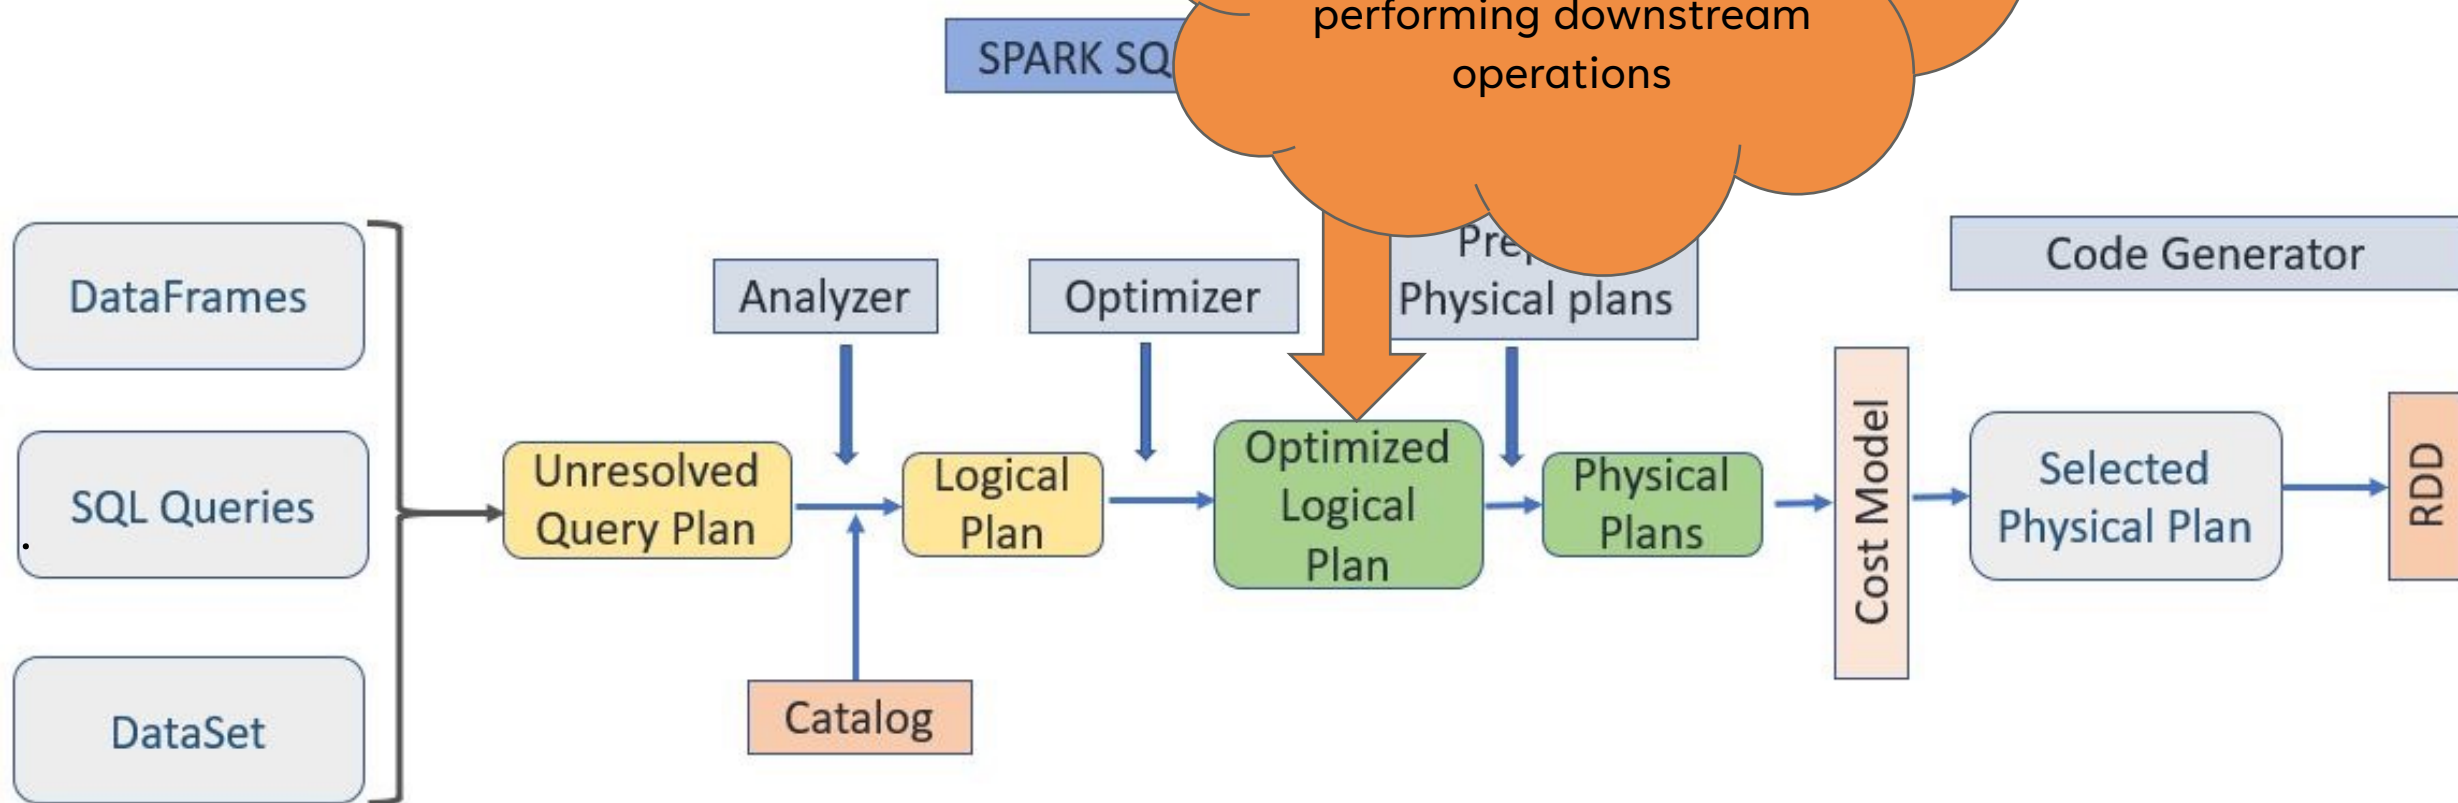 performing downstream
operations
SPARK SQ
Code Generator
Physical plans
Analyzer
Optimizer
DataFrames
SQL Queries
DataSet
Unresolved
Query Plan
Logical
Plan
Optimized
Logical
Plan
Physical
Plans
Cost Model
Selected
Physical Plan
RDD
Catalog